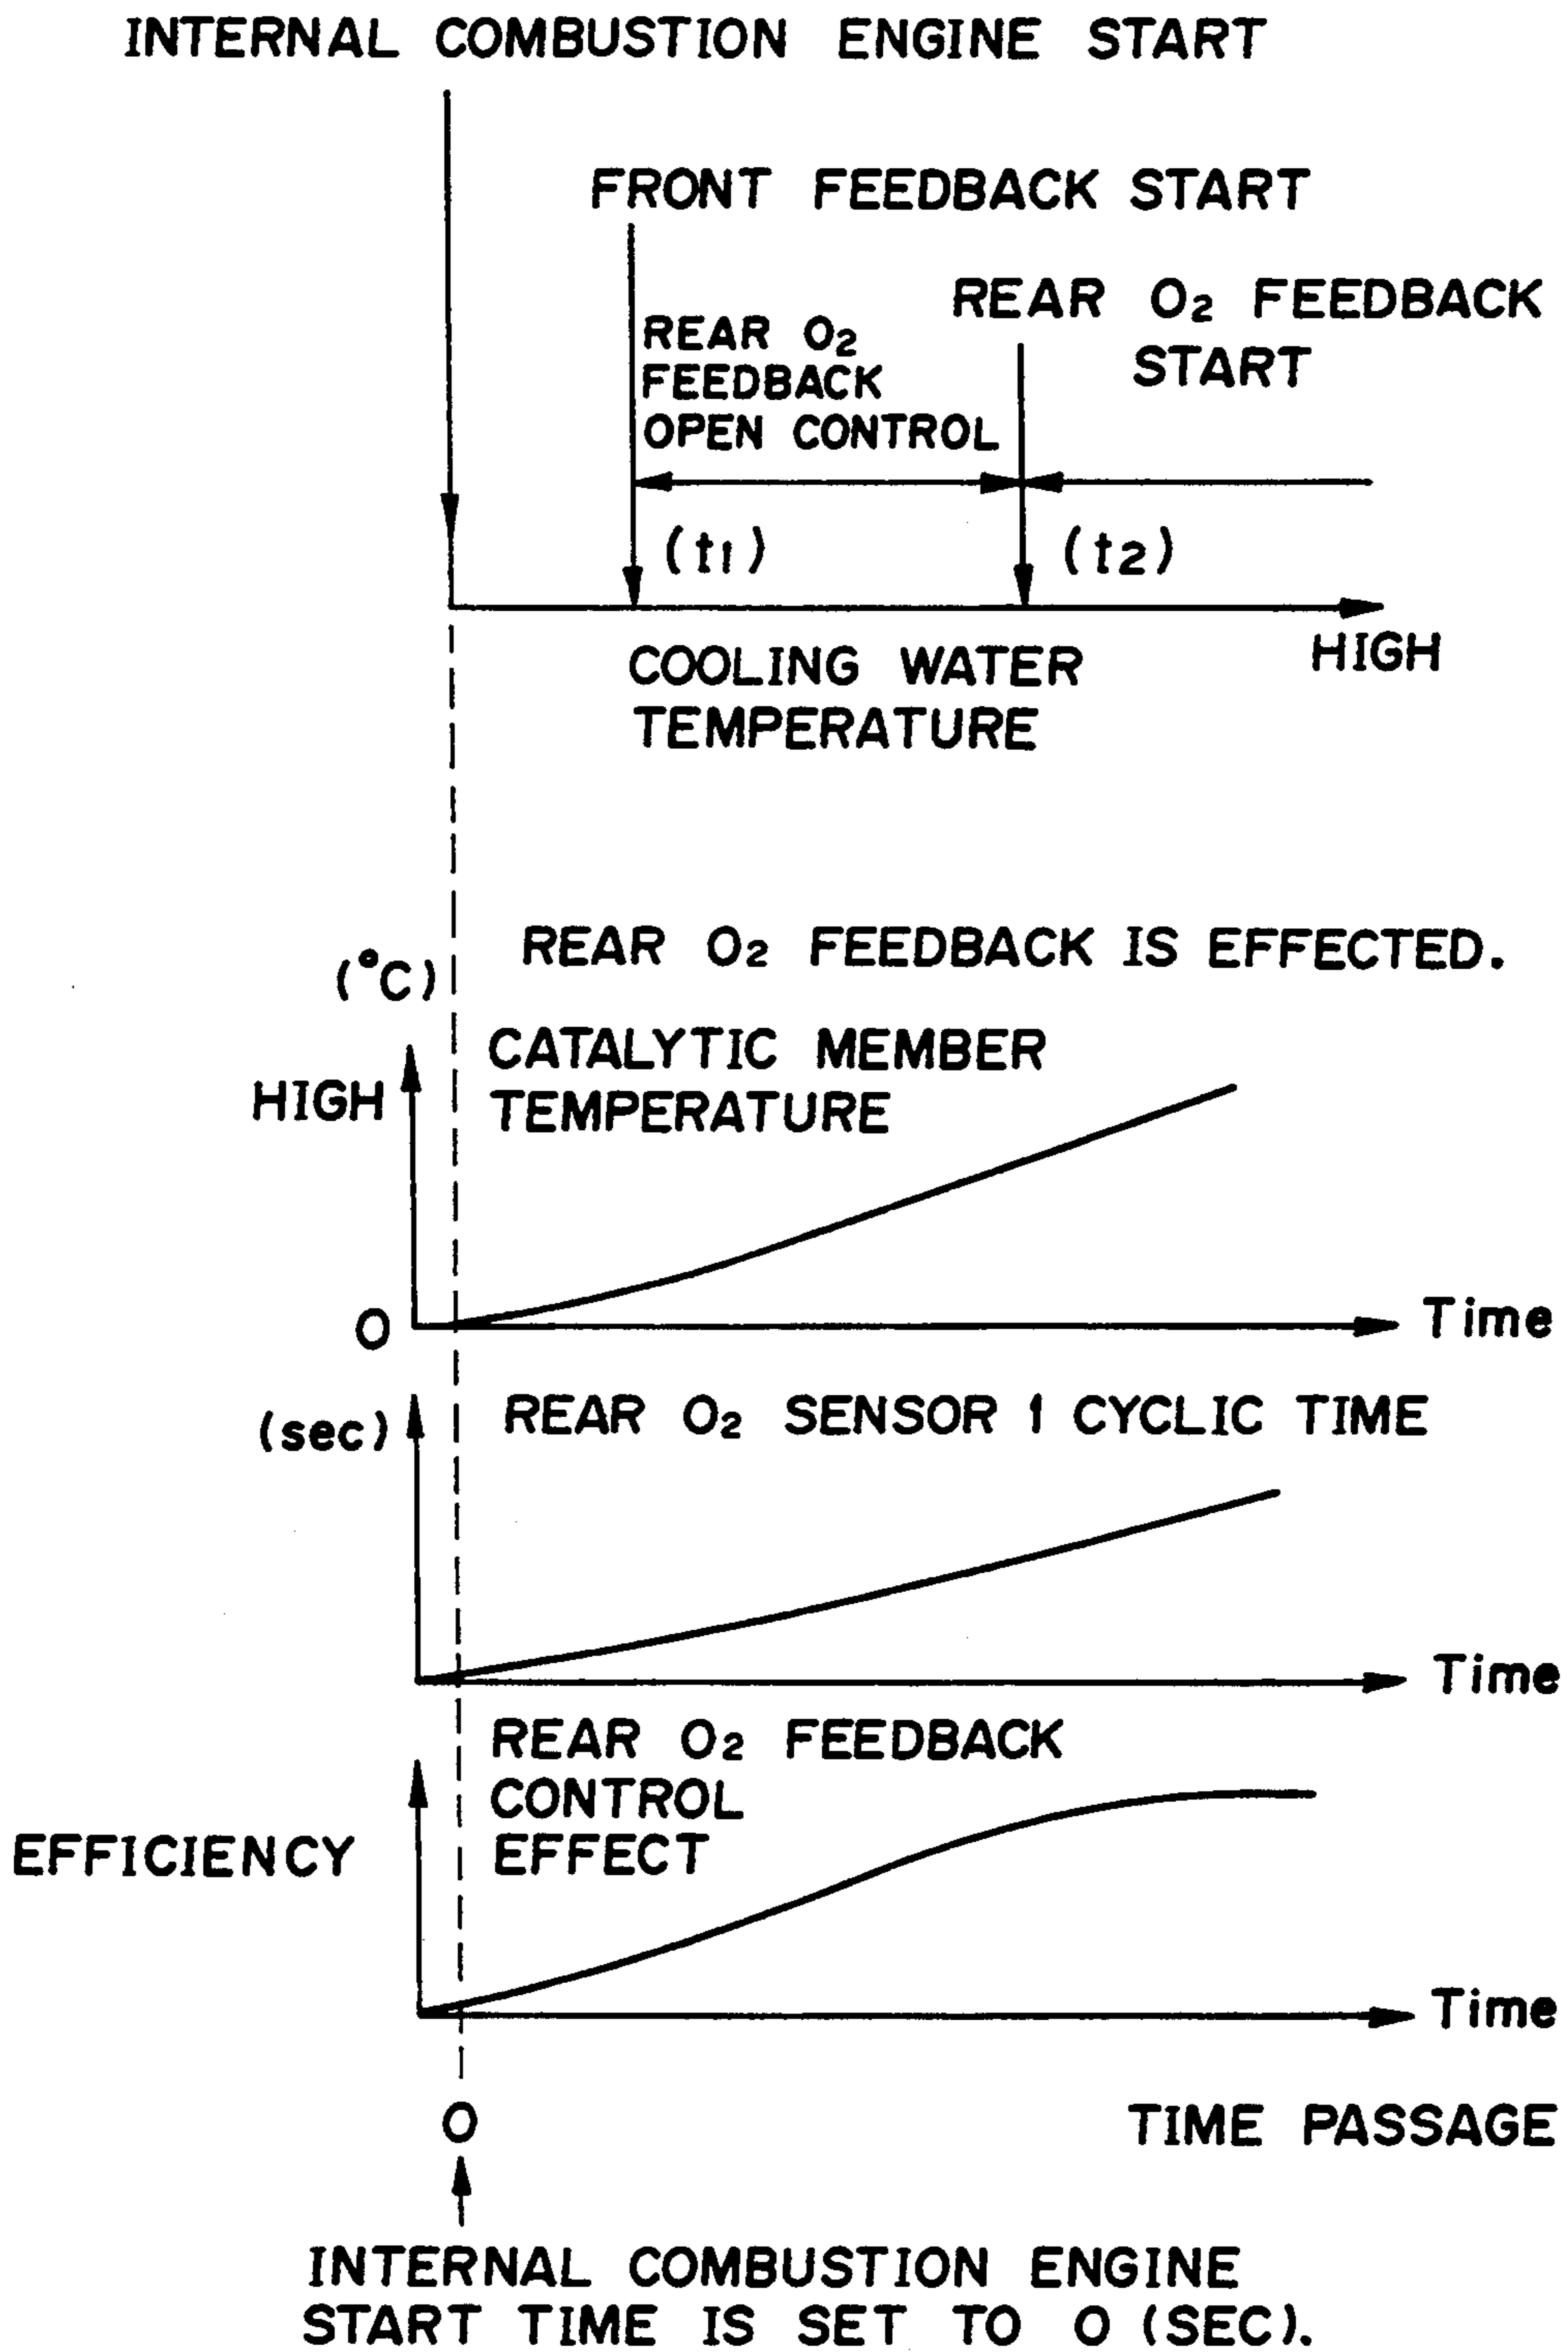 INTERNAL COMBUSTION ENGINE START
FRONT FEEDBACK START
REAR O2 FEEDBACK
START
REAR O2
FEEDBACK
OPEN CONTROL
(t1)
(t2)
HIGH
COOLING WATER
TEMPERATURE
REAR O2 FEEDBACK IS EFFECTED.
(°C)
CATALYTIC MEMBER
TEMPERATURE
HIGH
0
Time
(sec)
REAR O2 SENSOR 1 CYCLIC TIME
Time
REAR O2 FEEDBACK
CONTROL
EFFECT
EFFICIENCY
Time
0
TIME PASSAGE
INTERNAL COMBUSTION ENGINE
START TIME IS SET TO 0 (SEC).